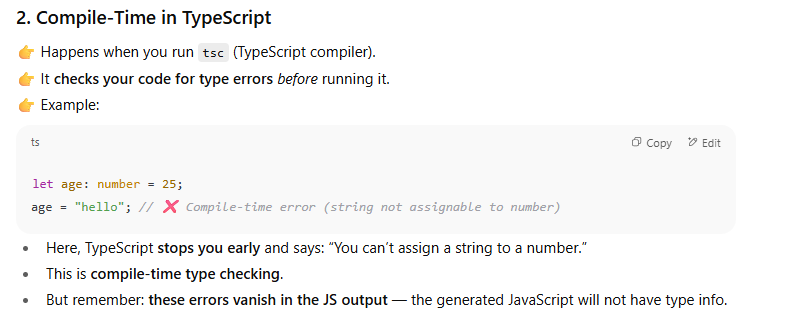 2. Compile-Time in TypeScript
👉 Happens when you run tsc (TypeScript compiler).
👉 It checks your code for type errors before running it.
👉 Example:
ts
Copy Edit
let age: number = 25;
age = "hello"; // ❌ Compile-time error (string not assignable to number)
• Here, TypeScript stops you early and says: “You can’t assign a string to a number.”
• This is compile-time type checking.
• But remember: these errors vanish in the JS output — the generated JavaScript will not have type info.